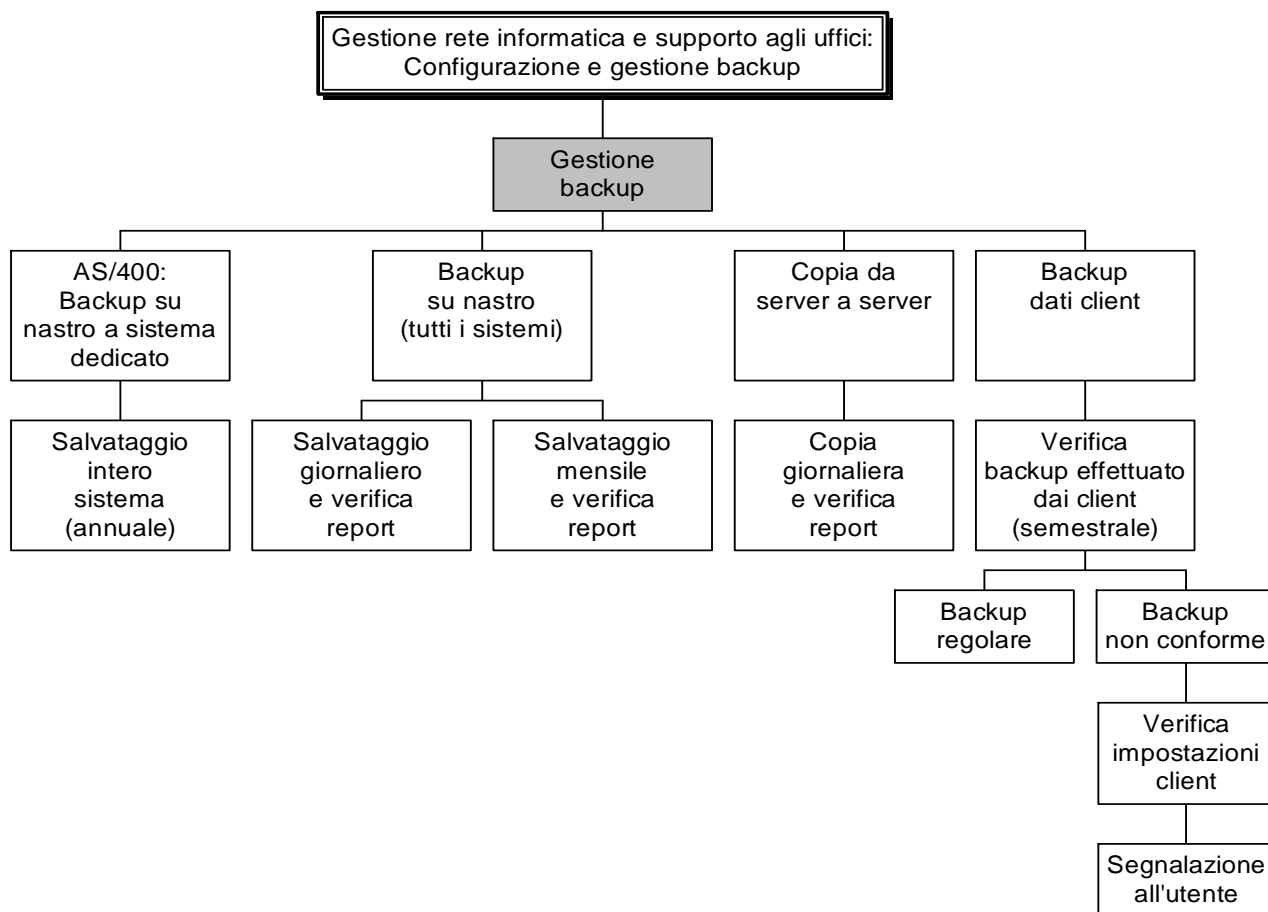 Gestione rete informatica e supporto agli uffici:
Configurazione e gestione backup
Gestione
backup
AS/400:
Backup su
nastro a sistema
dedicato
Backup
su nastro
(tutti i sistemi)
Copia da
server a server
Backup
dati client
Salvataggio
intero
sistema
(annuale)
Salvataggio
giornaliero
e verifica
report
Salvataggio
mensile
e verifica
report
Copia
giornaliera
e verifica
report
Verifica
backup effettuato
dai client
(semestrale)
Backup
regolare
Backup
non conforme
Verifica
impostazioni
client
Segnalazione
all'utente